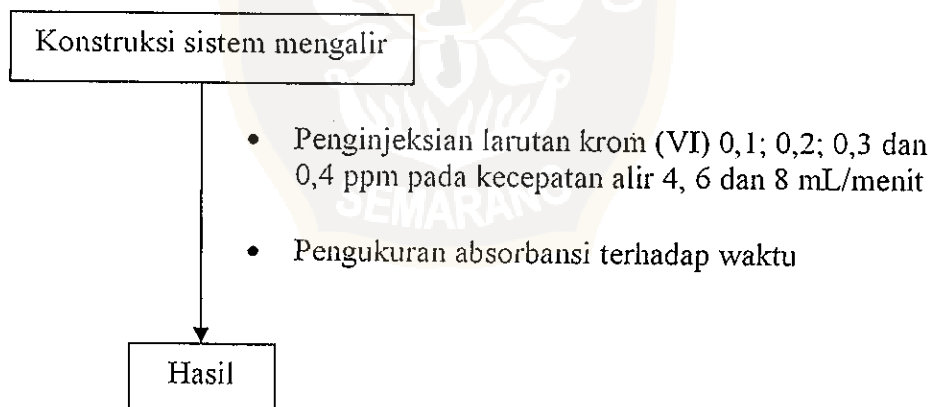 Konstruksi sistem mengalir
• Penginjeksian larutan krom (VI) 0,1; 0,2; 0,3 dan
0,4 ppm pada kecepatan alir 4, 6 dan 8 mL/menit
SEMARANG
• Pengukuran absorbansi terhadap waktu
Hasil